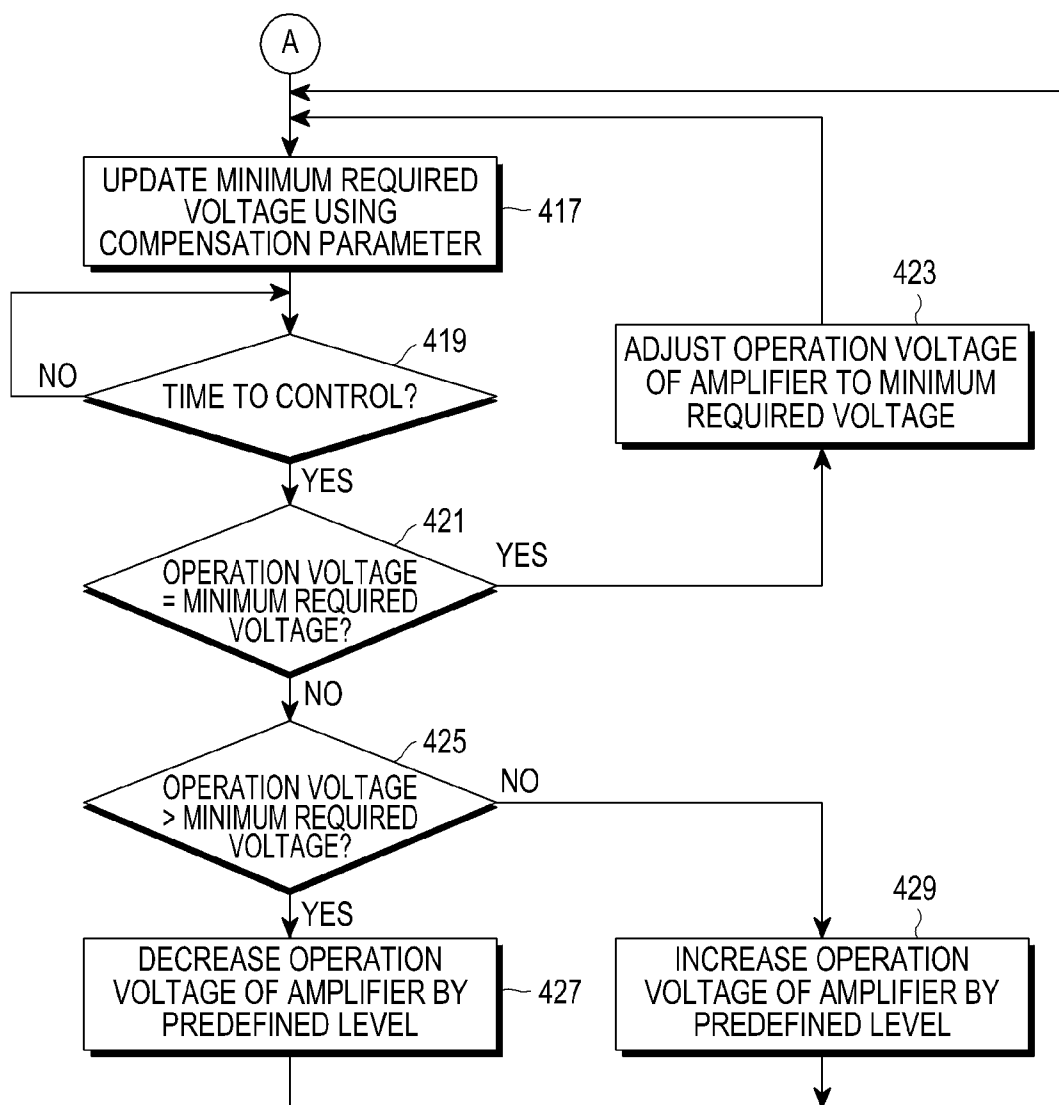 A
UPDATE MINIMUM REQUIRED
VOLTAGE USING
COMPENSATION PARAMETER
417
423
ADJUST OPERATION VOLTAGE
OF AMPLIFIER TO MINIMUM
REQUIRED VOLTAGE
419
NO
TIME TO CONTROL?
YES
421
OPERATION VOLTAGE
= MINIMUM REQUIRED
VOLTAGE?
YES
NO
425
OPERATION VOLTAGE
> MINIMUM REQUIRED
VOLTAGE?
NO
YES
DECREASE OPERATION
VOLTAGE OF AMPLIFIER BY
PREDEFINED LEVEL
427
429
INCREASE OPERATION
VOLTAGE OF AMPLIFIER BY
PREDEFINED LEVEL